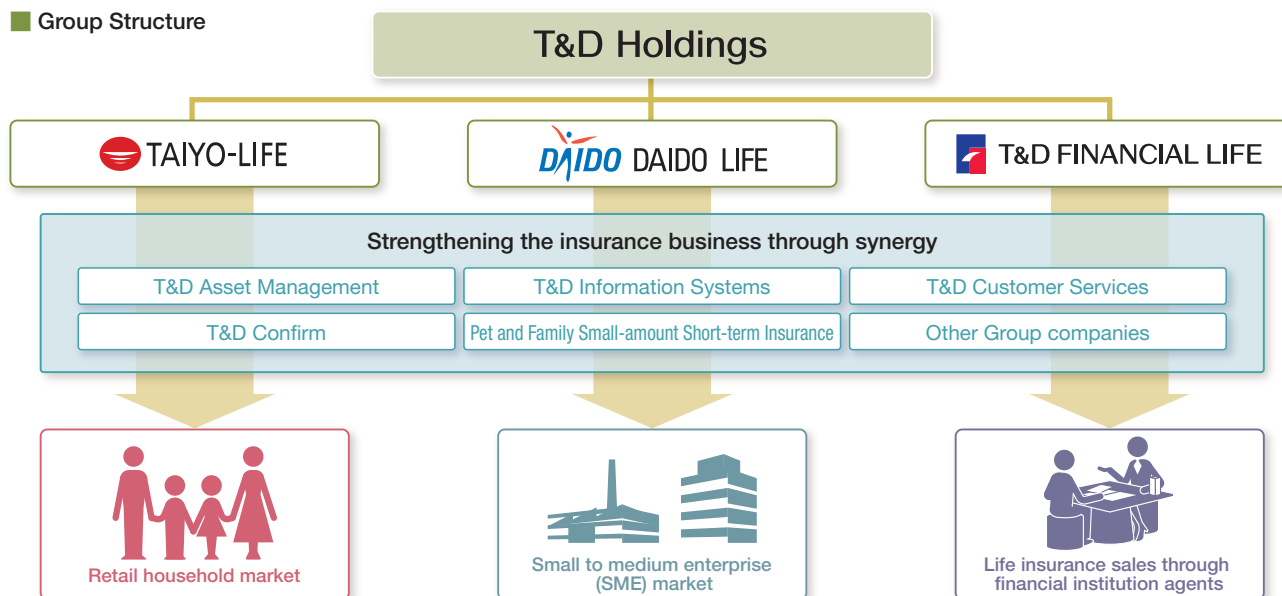 Group Structure
T&D Holdings
TAIYO-LIFE
DAIDO DAIDO LIFE
T&D FINANCIAL LIFE
Strengthening the insurance business through synergy
T&D Asset Management
T&D Information Systems
T&D Customer Services
T&D Confirm
Pet and Family Small-amount Short-term Insurance
Other Group companies
Retail household market
Small to medium enterprise
(SME) market
Life insurance sales through
financial institution agents